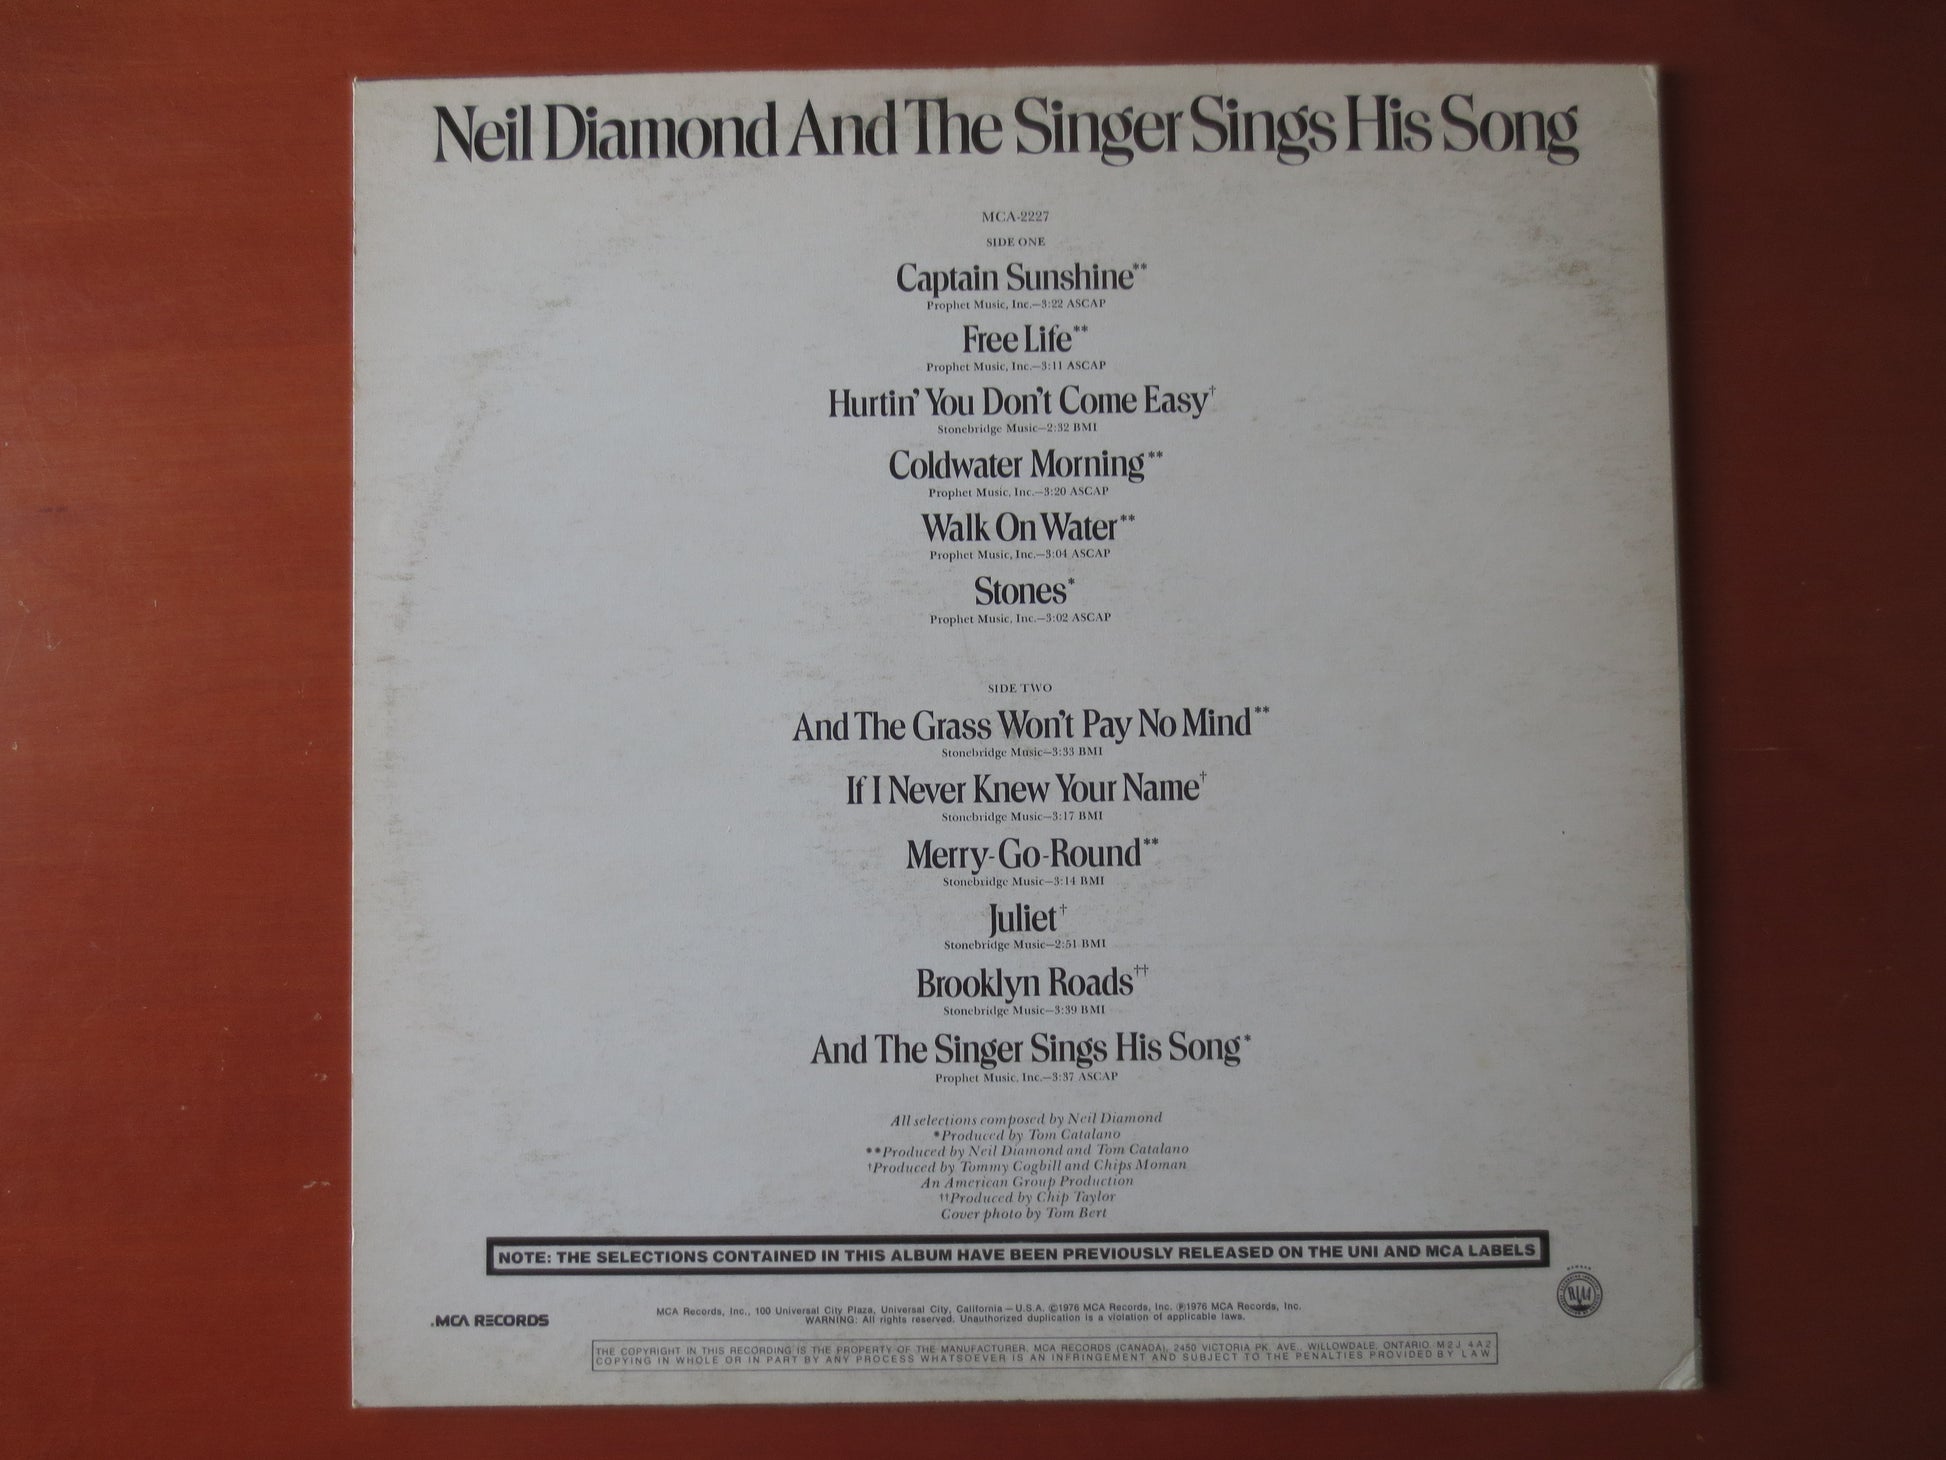 Neil Diamond And The Singer Sings His Song
MCA-2227
SIDE ONE
Captain Sunshine**
Prophet Music, Inc.—3:22 ASCAP
Free Life**
Prophet Music, Inc.—3:11 ASCAP
Hurtin' You Don't Come Easy†
Stonebridge Music—2:32 BMI
Coldwater Morning**
Prophet Music, Inc.—3:20 ASCAP
Walk On Water**
Prophet Music, Inc.—3:04 ASCAP
Stones*
Prophet Music, Inc.—3:02 ASCAP
SIDE TWO
And The Grass Won't Pay No Mind**
Stonebridge Music—3:33 BMI
If I Never Knew Your Name†
Stonebridge Music—3:17 BMI
Merry-Go-Round**
Stonebridge Music—3:14 BMI
Juliet†
Stonebridge Music—2:51 BMI
Brooklyn Roads††
Stonebridge Music—3:39 BMI
And The Singer Sings His Song*
Prophet Music, Inc.—3:37 ASCAP
All selections composed by Neil Diamond
*Produced by Tom Catalano
**Produced by Neil Diamond and Tom Catalano
†Produced by Tommy Cogbill and Chips Moman
An American Group Production
††Produced by Chip Taylor
Cover photo by Tom Bert
NOTE: THE SELECTIONS CONTAINED IN THIS ALBUM HAVE BEEN PREVIOUSLY RELEASED ON THE UNI AND MCA LABELS
.MCA RECORDS
MCA Records, Inc., 100 Universal City Plaza, Universal City, California — U.S.A. ©1976 MCA Records, Inc. ℗1976 MCA Records, Inc.
WARNING: All rights reserved. Unauthorized duplication is a violation of applicable laws.
RIAA
THE COPYRIGHT IN THIS RECORDING IS THE PROPERTY OF THE MANUFACTURER. MCA RECORDS (CANADA), 2450 VICTORIA PK. AVE., WILLOWDALE, ONTARIO. M2J 4A2
COPYING IN WHOLE OR IN PART BY ANY PROCESS WHATSOEVER IS AN INFRINGEMENT AND SUBJECT TO THE PENALTIES PROVIDED BY LAW